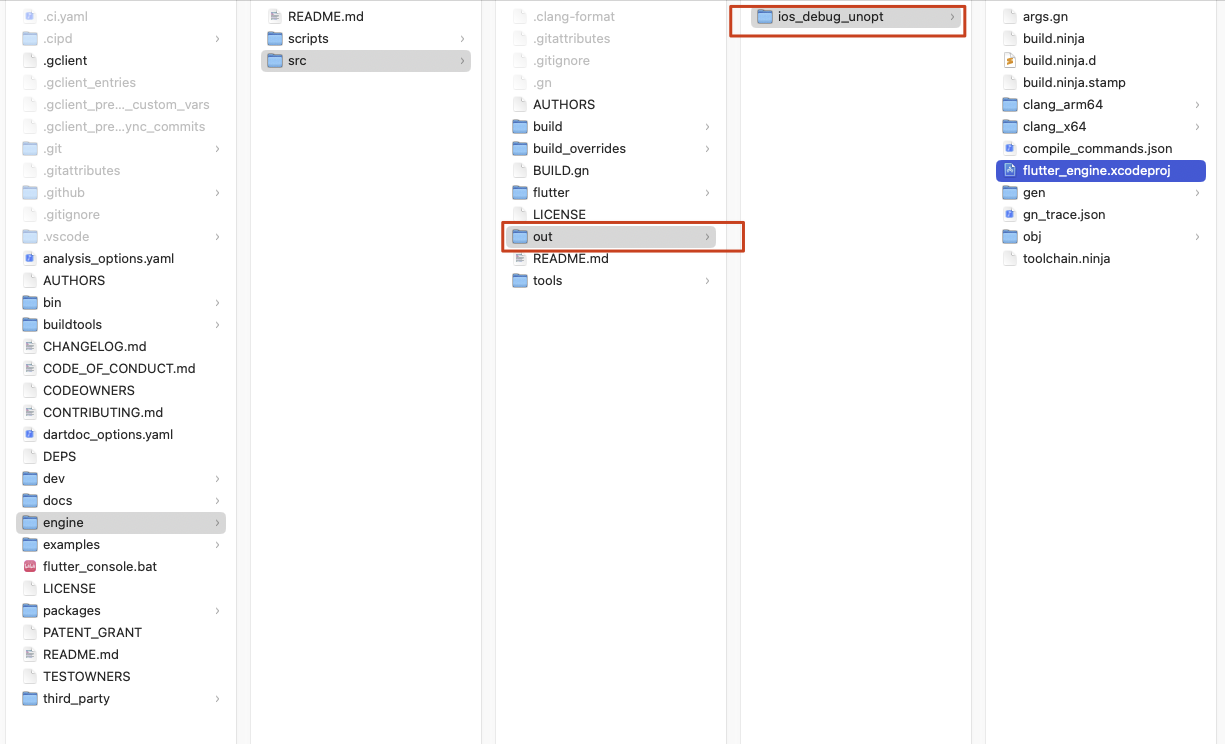 .ci.yaml
.cipd
.gclient
.gclient_entries
.gclient_pre..._custom_vars
.gclient_pre...ync_commits
.git
.gitattributes
.github
.gitignore
.vscode
analysis_options.yaml
AUTHORS
bin
buildtools
CHANGELOG.md
CODE_OF_CONDUCT.md
CODEOWNERS
CONTRIBUTING.md
dartdoc_options.yaml
DEPS
dev
docs
engine
examples
flutter_console.bat
LICENSE
packages
PATENT_GRANT
README.md
TESTOWNERS
third_party
README.md
scripts
src
.clang-format
.gitattributes
.gitignore
.gn
AUTHORS
build
build_overrides
BUILD.gn
flutter
LICENSE
out
README.md
tools
ios_debug_unopt
args.gn
build.ninja
build.ninja.d
build.ninja.stamp
clang_arm64
clang_x64
compile_commands.json
flutter_engine.xcodeproj
gen
gn_trace.json
obj
toolchain.ninja